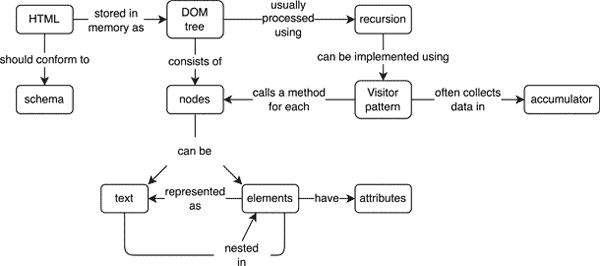 HTML
stored in
memory as
DOM
tree
usually
processed
using
recursion
should conform to
consists of
can be implemented using
schema
nodes
calls a method
for each
Visitor
pattern
often collects
data in
accumulator
can be
text
represented
as
elements
have
attributes
nested
in